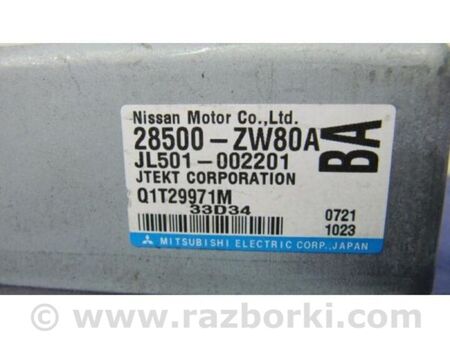 Nissan Motor Co.,Ltd.
28500-ZW80A
BA
JL501-002201
JTEKT CORPORATION
Q1T29971M
33D34
0721
1023
MITSUBISHI ELECTRIC CORP., JAPAN
© www.razborki.com